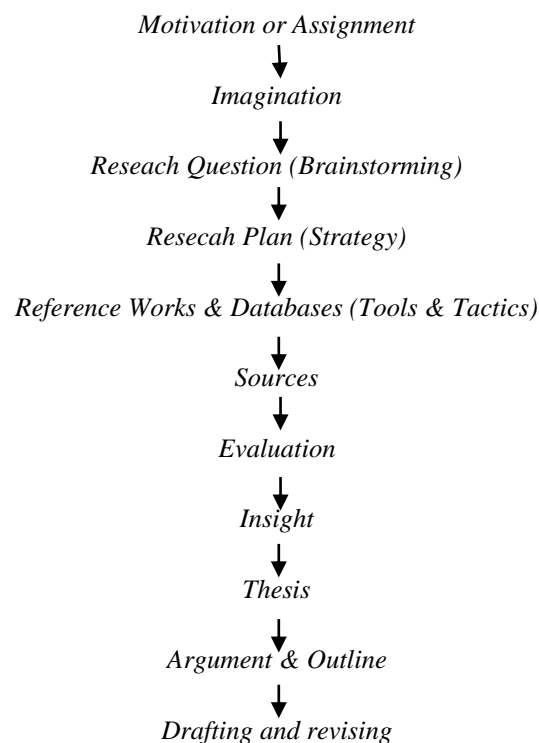 Motivation or Assignment
Imagination
Reseach Question (Brainstorming)
Resecah Plan (Strategy)
Reference Works & Databases (Tools & Tactics)
Sources
Evaluation
Insight
Thesis
Argument & Outline
Drafting and revising